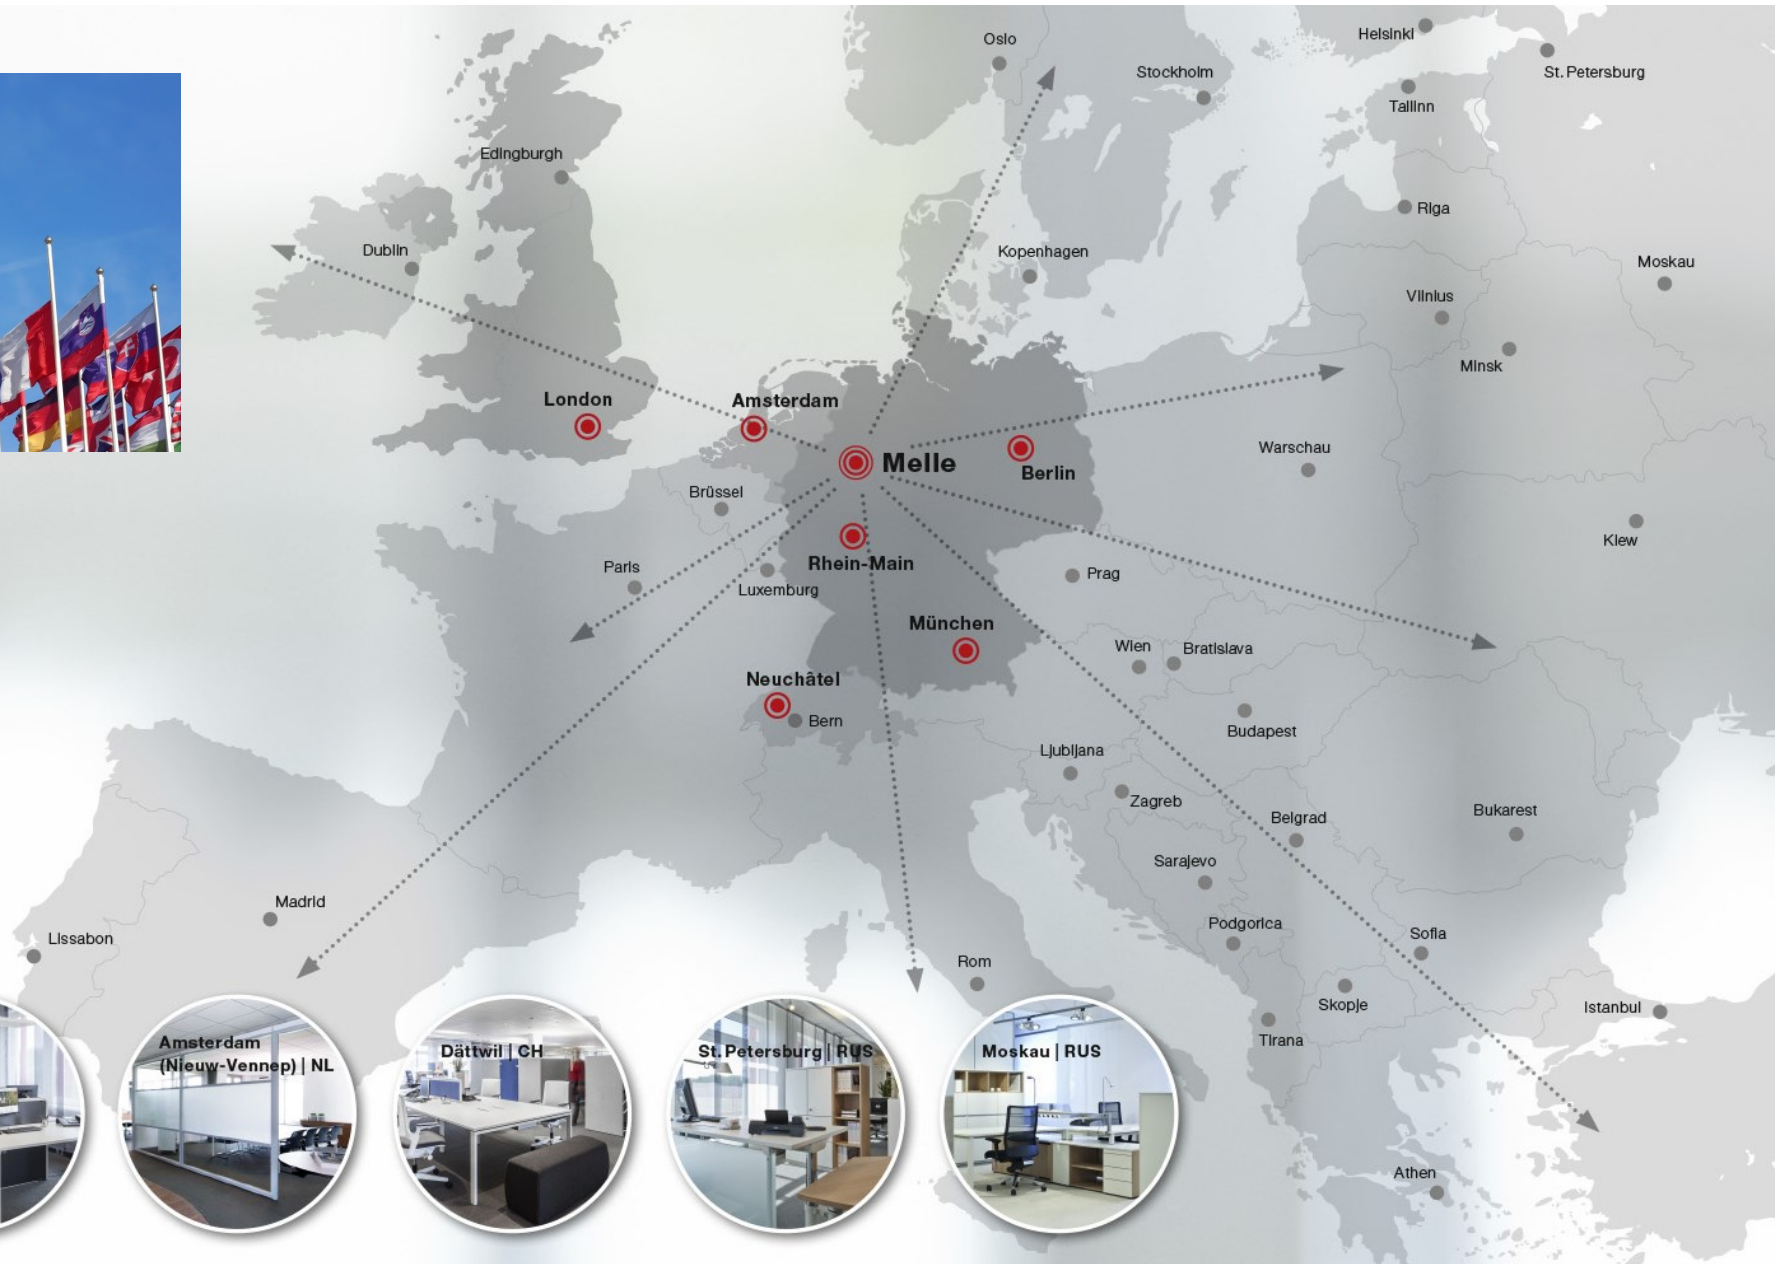 Oslo
Helsinki
Stockholm
St. Petersburg
Tallinn
Edingburgh
Riga
Dublin
Kopenhagen
Moskau
Vilnius
Minsk
London
Amsterdam
Melle
Berlin
Warschau
Brüssel
Kiew
Paris
Rhein-Main
Prag
Luxemburg
München
Wien
Bratislava
Neuchâtel
Bern
Budapest
Ljubljana
Zagreb
Bukarest
Belgrad
Sarajevo
Madrid
Podgorica
Sofia
Lissabon
Rom
Skopje
Istanbul
Tirana
Amsterdam
(Nieuw-Vennep) | NL
Dättwil | CH
St. Petersburg | RUS
Moskau | RUS
Athen